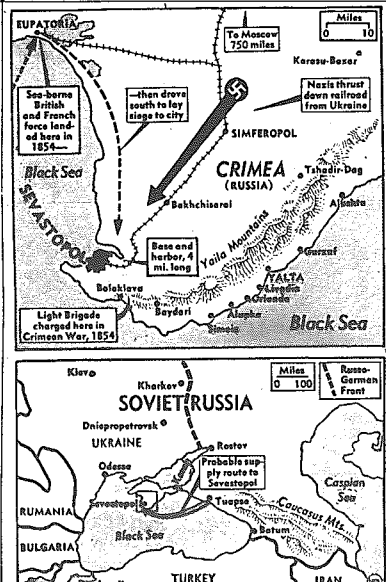 EUPATORIA
To Moscow
750 miles
Miles
0 10
Karasu-Bazar
Sea-borne
British
and French
force land-
ed here in
1854—
—then drove
south to lay
siege to city
Nazis thrust
down railroad
from Ukraine
SIMFEROPOL
CRIMEA
(RUSSIA)
Black Sea
Tshadir-Dag
Alushta
Bakhchisarai
SEVASTOPOL
Base and
harbor, 4
mi. long
Yaila Mountains
Gurzuf
YALTA
Livadia
Orianda
Alupka
Simeiz
Balaklava
Baydari
Light Brigade
charged here in
Crimean War, 1854
Black Sea
Kiev
Kharkov
Miles
0 100
Russo-
German
Front
SOVIET RUSSIA
Dniepropetrovsk
UKRAINE
Rostov
Odessa
Probable sup-
ply route to
Sevastopol
Sevastopol
Tuapse
Caspian
Sea
Caucasus Mts.
RUMANIA
Black Sea
Batum
BULGARIA
TURKEY
IRAN